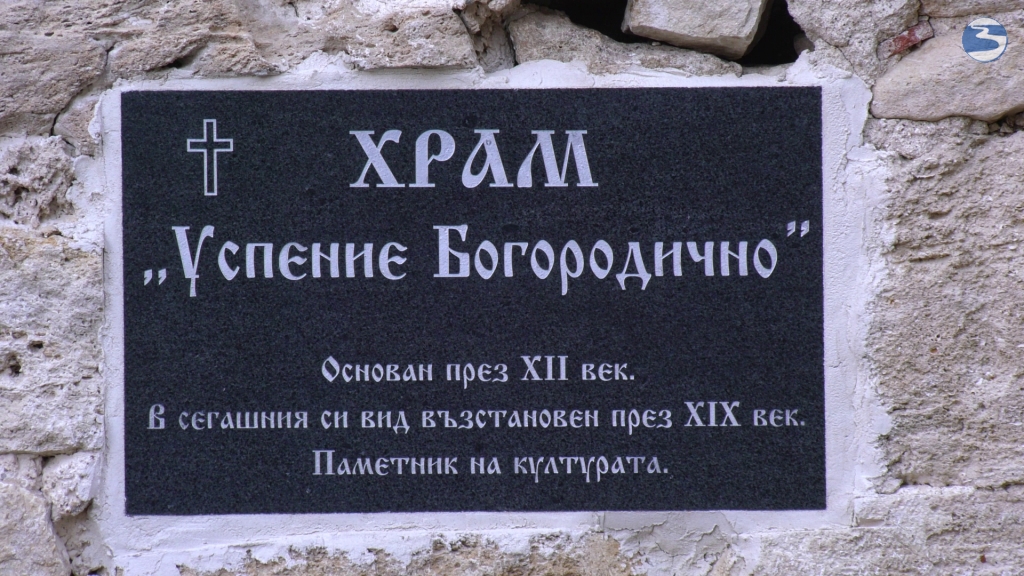 ХРАМ
„Успение Богородично”
Основан през XII век.
В сегашния си вид възстановен през XIX век.
Паметник на културата.